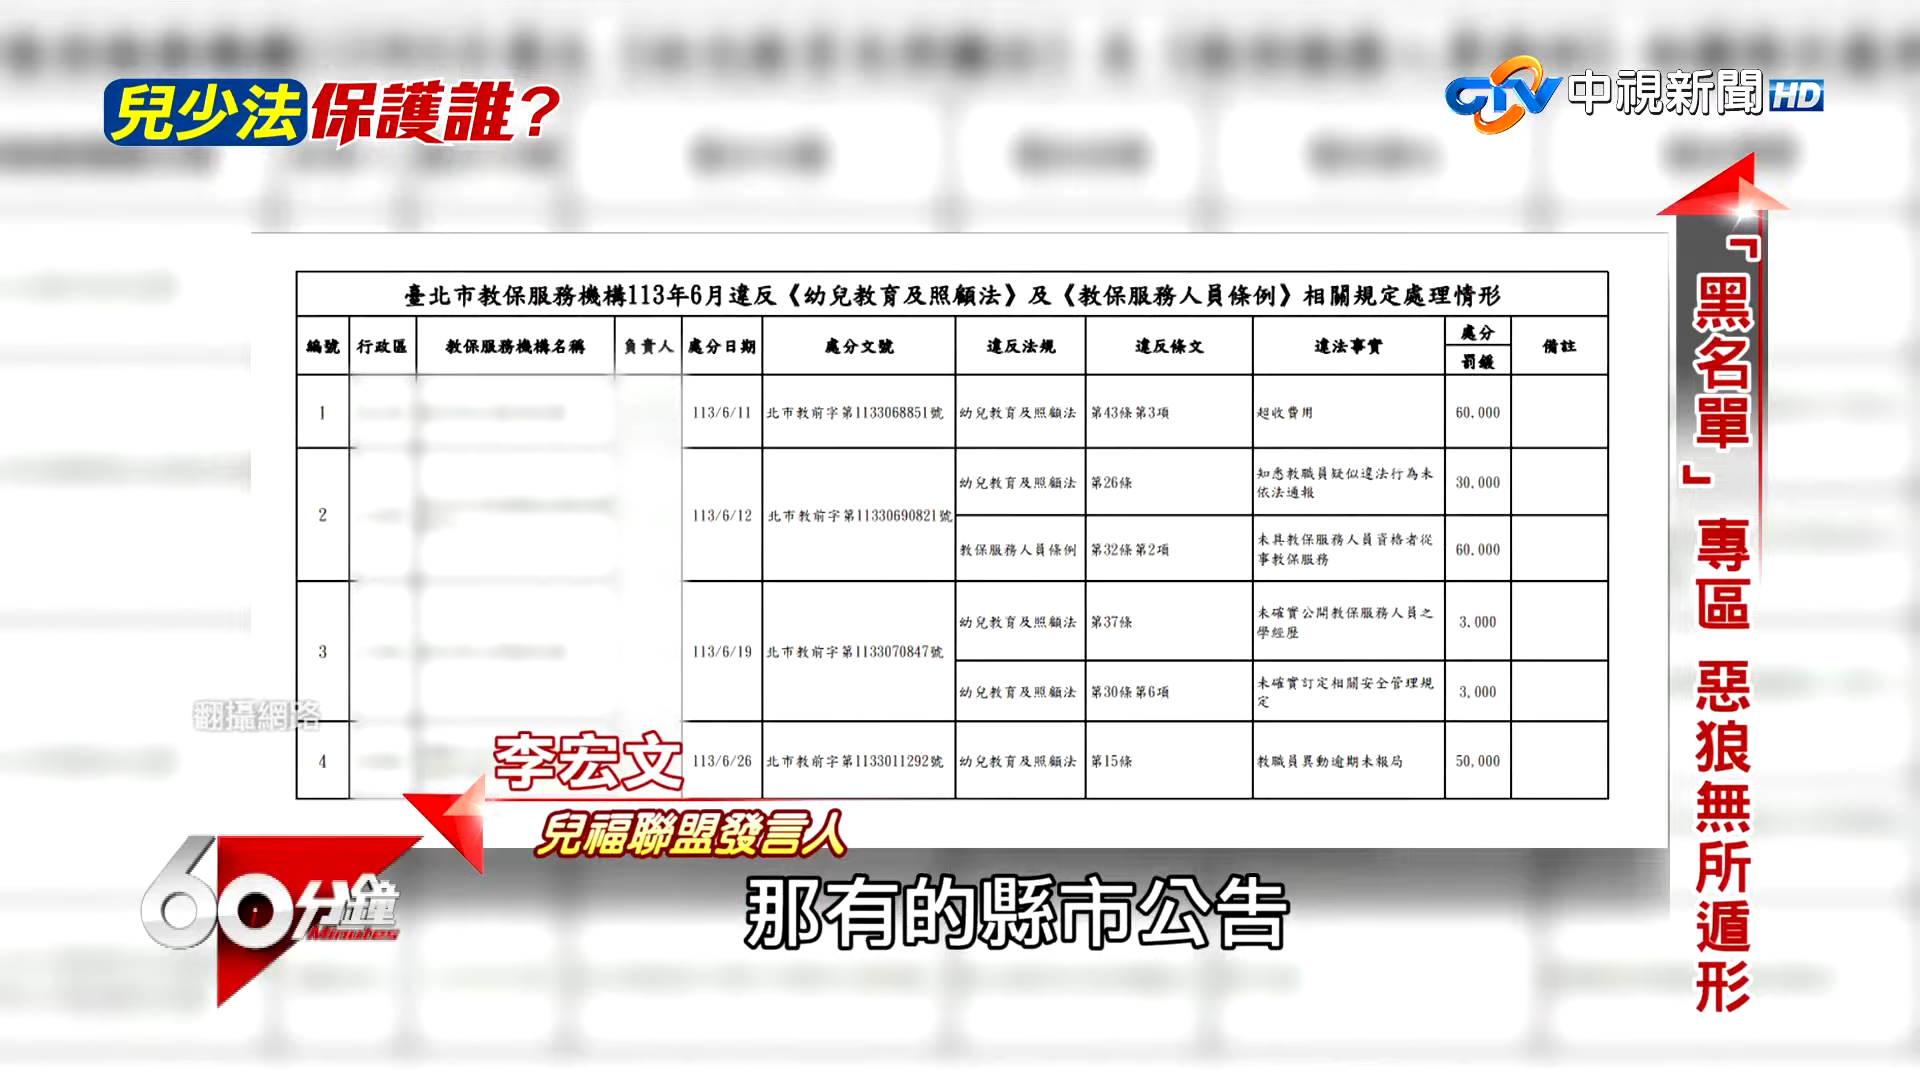 兒少法保護誰?
CTV中視新聞HD
「黑名單」專區 惡狼無所遁形
臺北市教保服務機構113年6月違反《幼兒教育及照顧法》及《教保服務人員條例》相關規定處理情形
編號 行政區 教保服務機構名稱 負責人 處分日期 處分文號 違反法規 違反條文 違法事實 處分 罰鍰 備註
1 113/6/11 北市教前字第1133068851號 幼兒教育及照顧法 第43條第3項 超收費用 60,000
2 113/6/12 北市教前字第11330690821號 幼兒教育及照顧法 第26條 知悉教職員疑似違法行為未
依法通報 30,000
教保服務人員條例 第32條第2項 未具教保服務人員資格者從
事教保服務 60,000
3 113/6/19 北市教前字第1133070847號 幼兒教育及照顧法 第37條 未確實公開教保服務人員之
學經歷 3,000
幼兒教育及照顧法 第30條第6項 未確實訂定相關安全管理規
定 3,000
4 113/6/26 北市教前字第1133011292號 幼兒教育及照顧法 第15條 教職員異動逾期未報局 50,000
翻攝網路
李宏文
兒福聯盟發言人
60分鐘
Minutes
那有的縣市公告